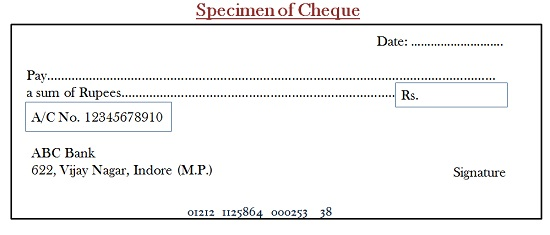 Specimen of Cheque
Date: ............................
Pay........................................................................................................................................
a sum of Rupees.................................................................................... Rs.
A/C No. 12345678910
ABC Bank
622, Vijay Nagar, Indore (M.P.)
Signature
01212 1125864 000253 38